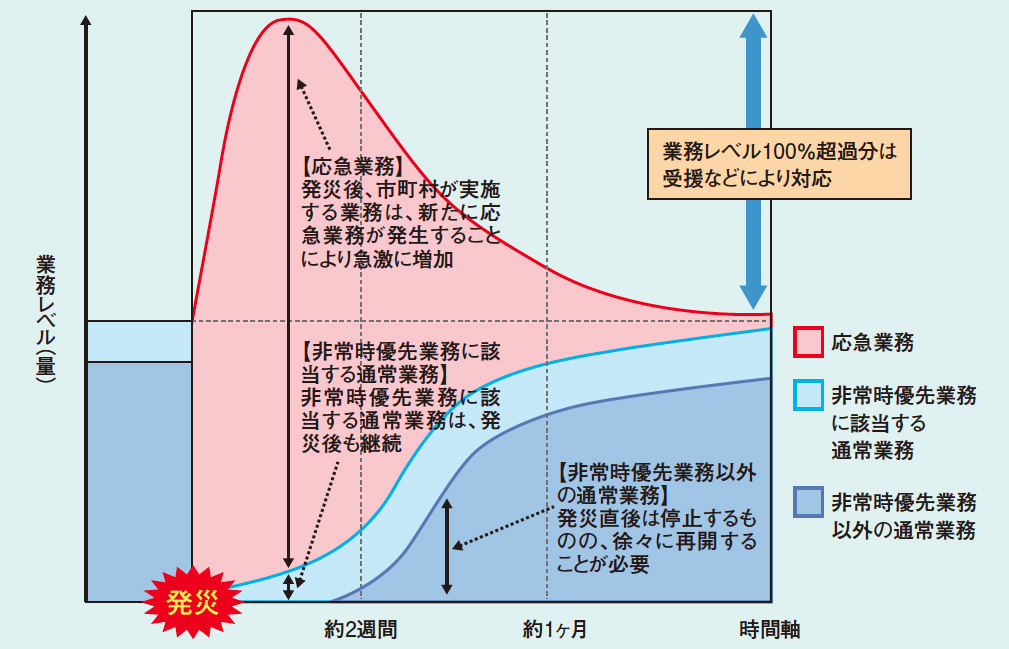 業務レベル(量)
業務レベル100%超過分は
受援などにより対応
【応急業務】
発災後、市町村が実施
する業務は、新たに応
急業務が発生すること
により急激に増加
【非常時優先業務に該
当する通常業務】
非常時優先業務に該
当する通常業務は、発
災後も継続
【非常時優先業務以外
の通常業務】
発災直後は停止するも
のの、徐々に再開する
ことが必要
応急業務
非常時優先業務
に該当する
通常業務
非常時優先業務
以外の通常業務
発災
約2週間
約1ヶ月
時間軸